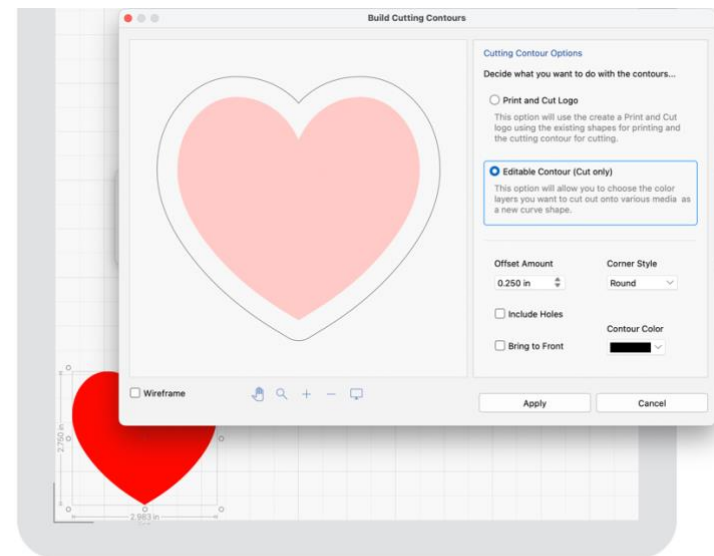 Build Cutting Contours
Cutting Contour Options
Decide what you want to do with the contours...
Print and Cut Logo
This option will use the create a Print and Cut
logo using the existing shapes for printing and
the cutting contour for cutting.
Editable Contour (Cut only)
This option will allow you to choose the color
layers you want to cut out onto various media as
a new curve shape.
Offset Amount
Corner Style
0.250 in
Round
Include Holes
Contour Color
Bring to Front
Wireframe
Apply
Cancel
2.750 in
2.983 in